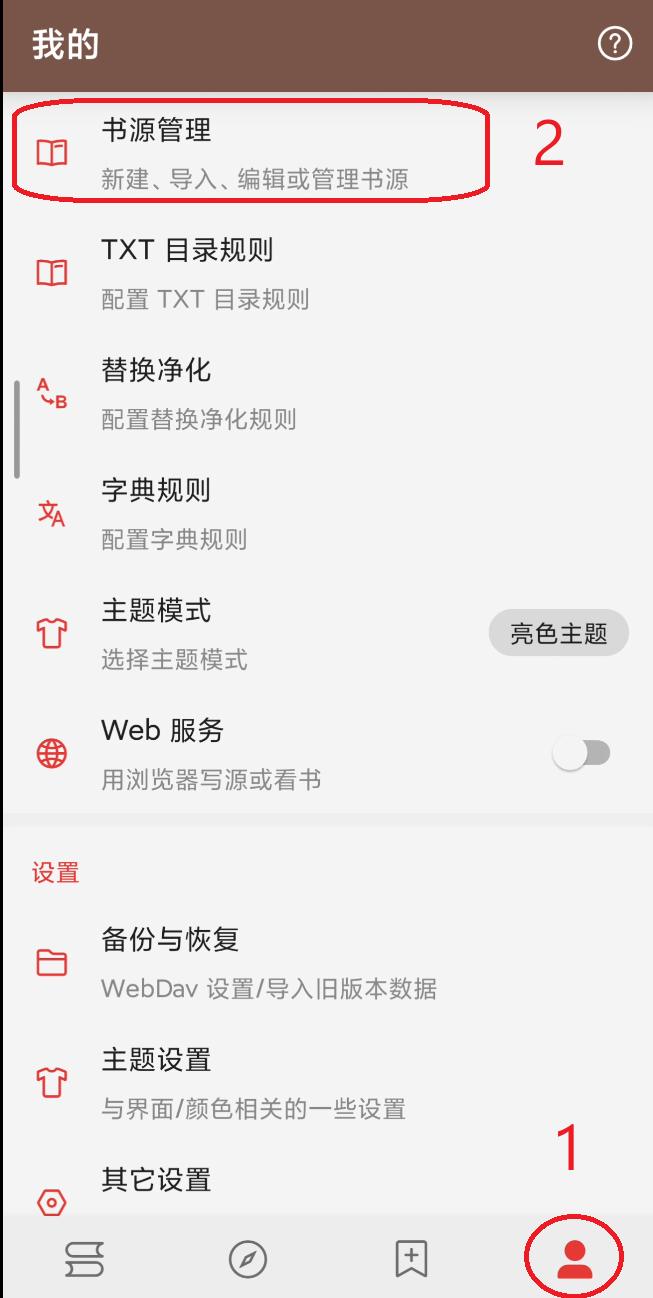 我的
书源管理
新建、导入、编辑或管理书源
2
TXT 目录规则
配置 TXT 目录规则
替换净化
A
B
配置替换净化规则
字典规则
文A
配置字典规则
主题模式
亮色主题
选择主题模式
Web 服务
用浏览器写源或看书
设置
备份与恢复
WebDav 设置/导入旧版本数据
主题设置
与界面/颜色相关的一些设置
1
其它设置